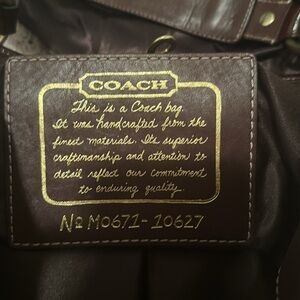 COACH
This is a Coach bag.
It was handcrafted from the
finest materials. Its superior
craftsmanship and attention to
detail reflect our commitment
to enduring quality.
No M0671-10627